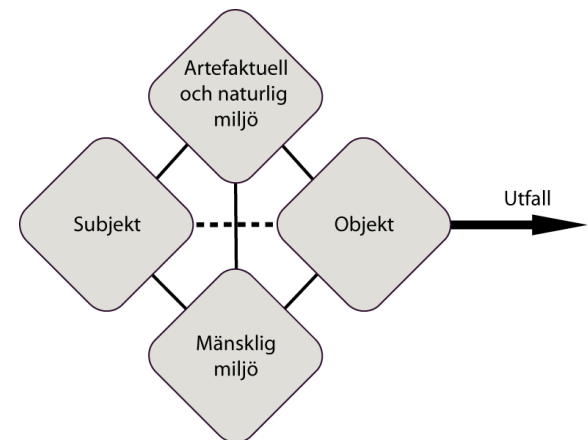 Artefaktuell
och naturlig
miljö
Utfall
Subjekt
Objekt
Mänsklig
miljö